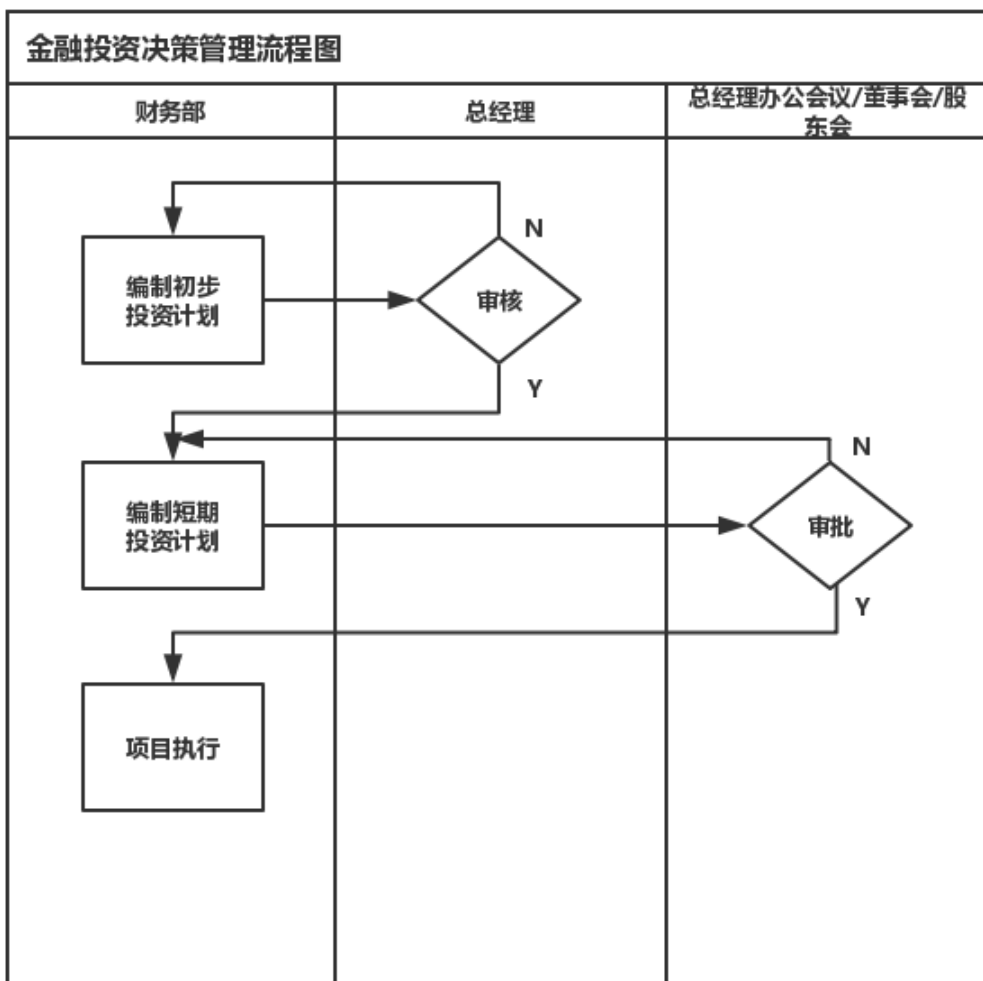 金融投资决策管理流程图
财务部
总经理
总经理办公会议/董事会/股
东会
N
编制初步
投资计划
审核
Y
N
编制短期
投资计划
审批
Y
项目执行